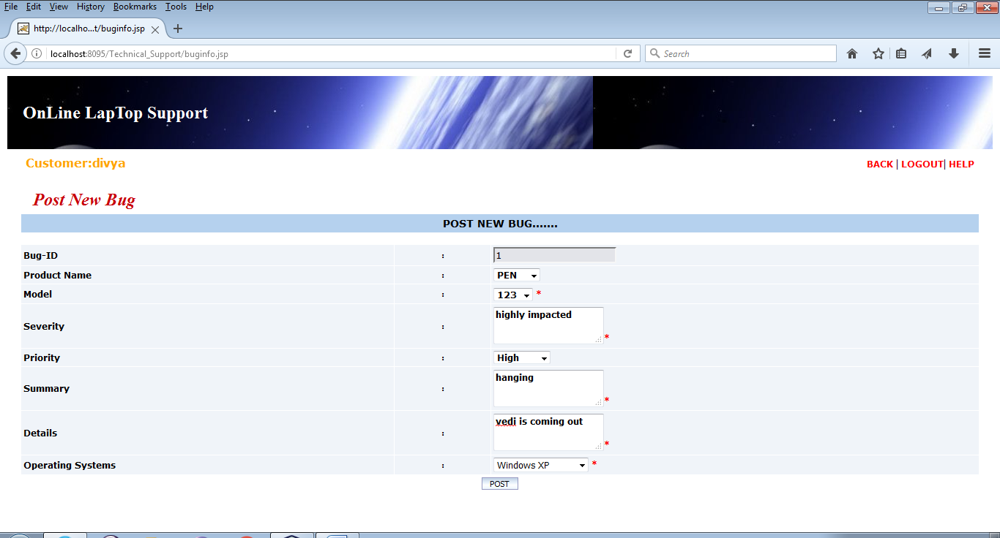 File Edit View History Bookmarks Tools Help
http://localho...t/buginfo.jsp
localhost:8095/Technical_Support/buginfo.jsp
Search
OnLine LapTop Support
Customer:divya
BACK | LOGOUT| HELP
Post New Bug
POST NEW BUG.......
Bug-ID : 1
Product Name : PEN
Model : 123 *
Severity : highly impacted *
Priority : High
Summary : hanging *
Details : vedi is coming out *
Operating Systems : Windows XP *
POST